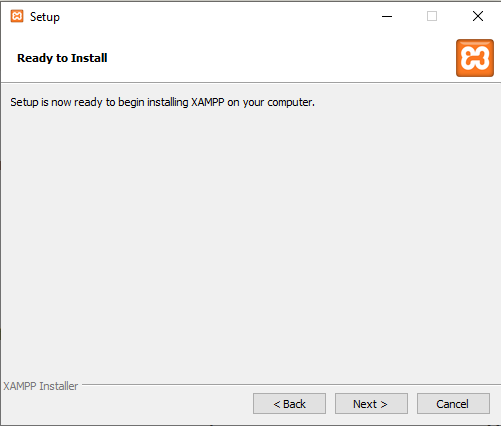 Setup
Ready to Install
Setup is now ready to begin installing XAMPP on your computer.
XAMPP Installer
< Back
Next >
Cancel